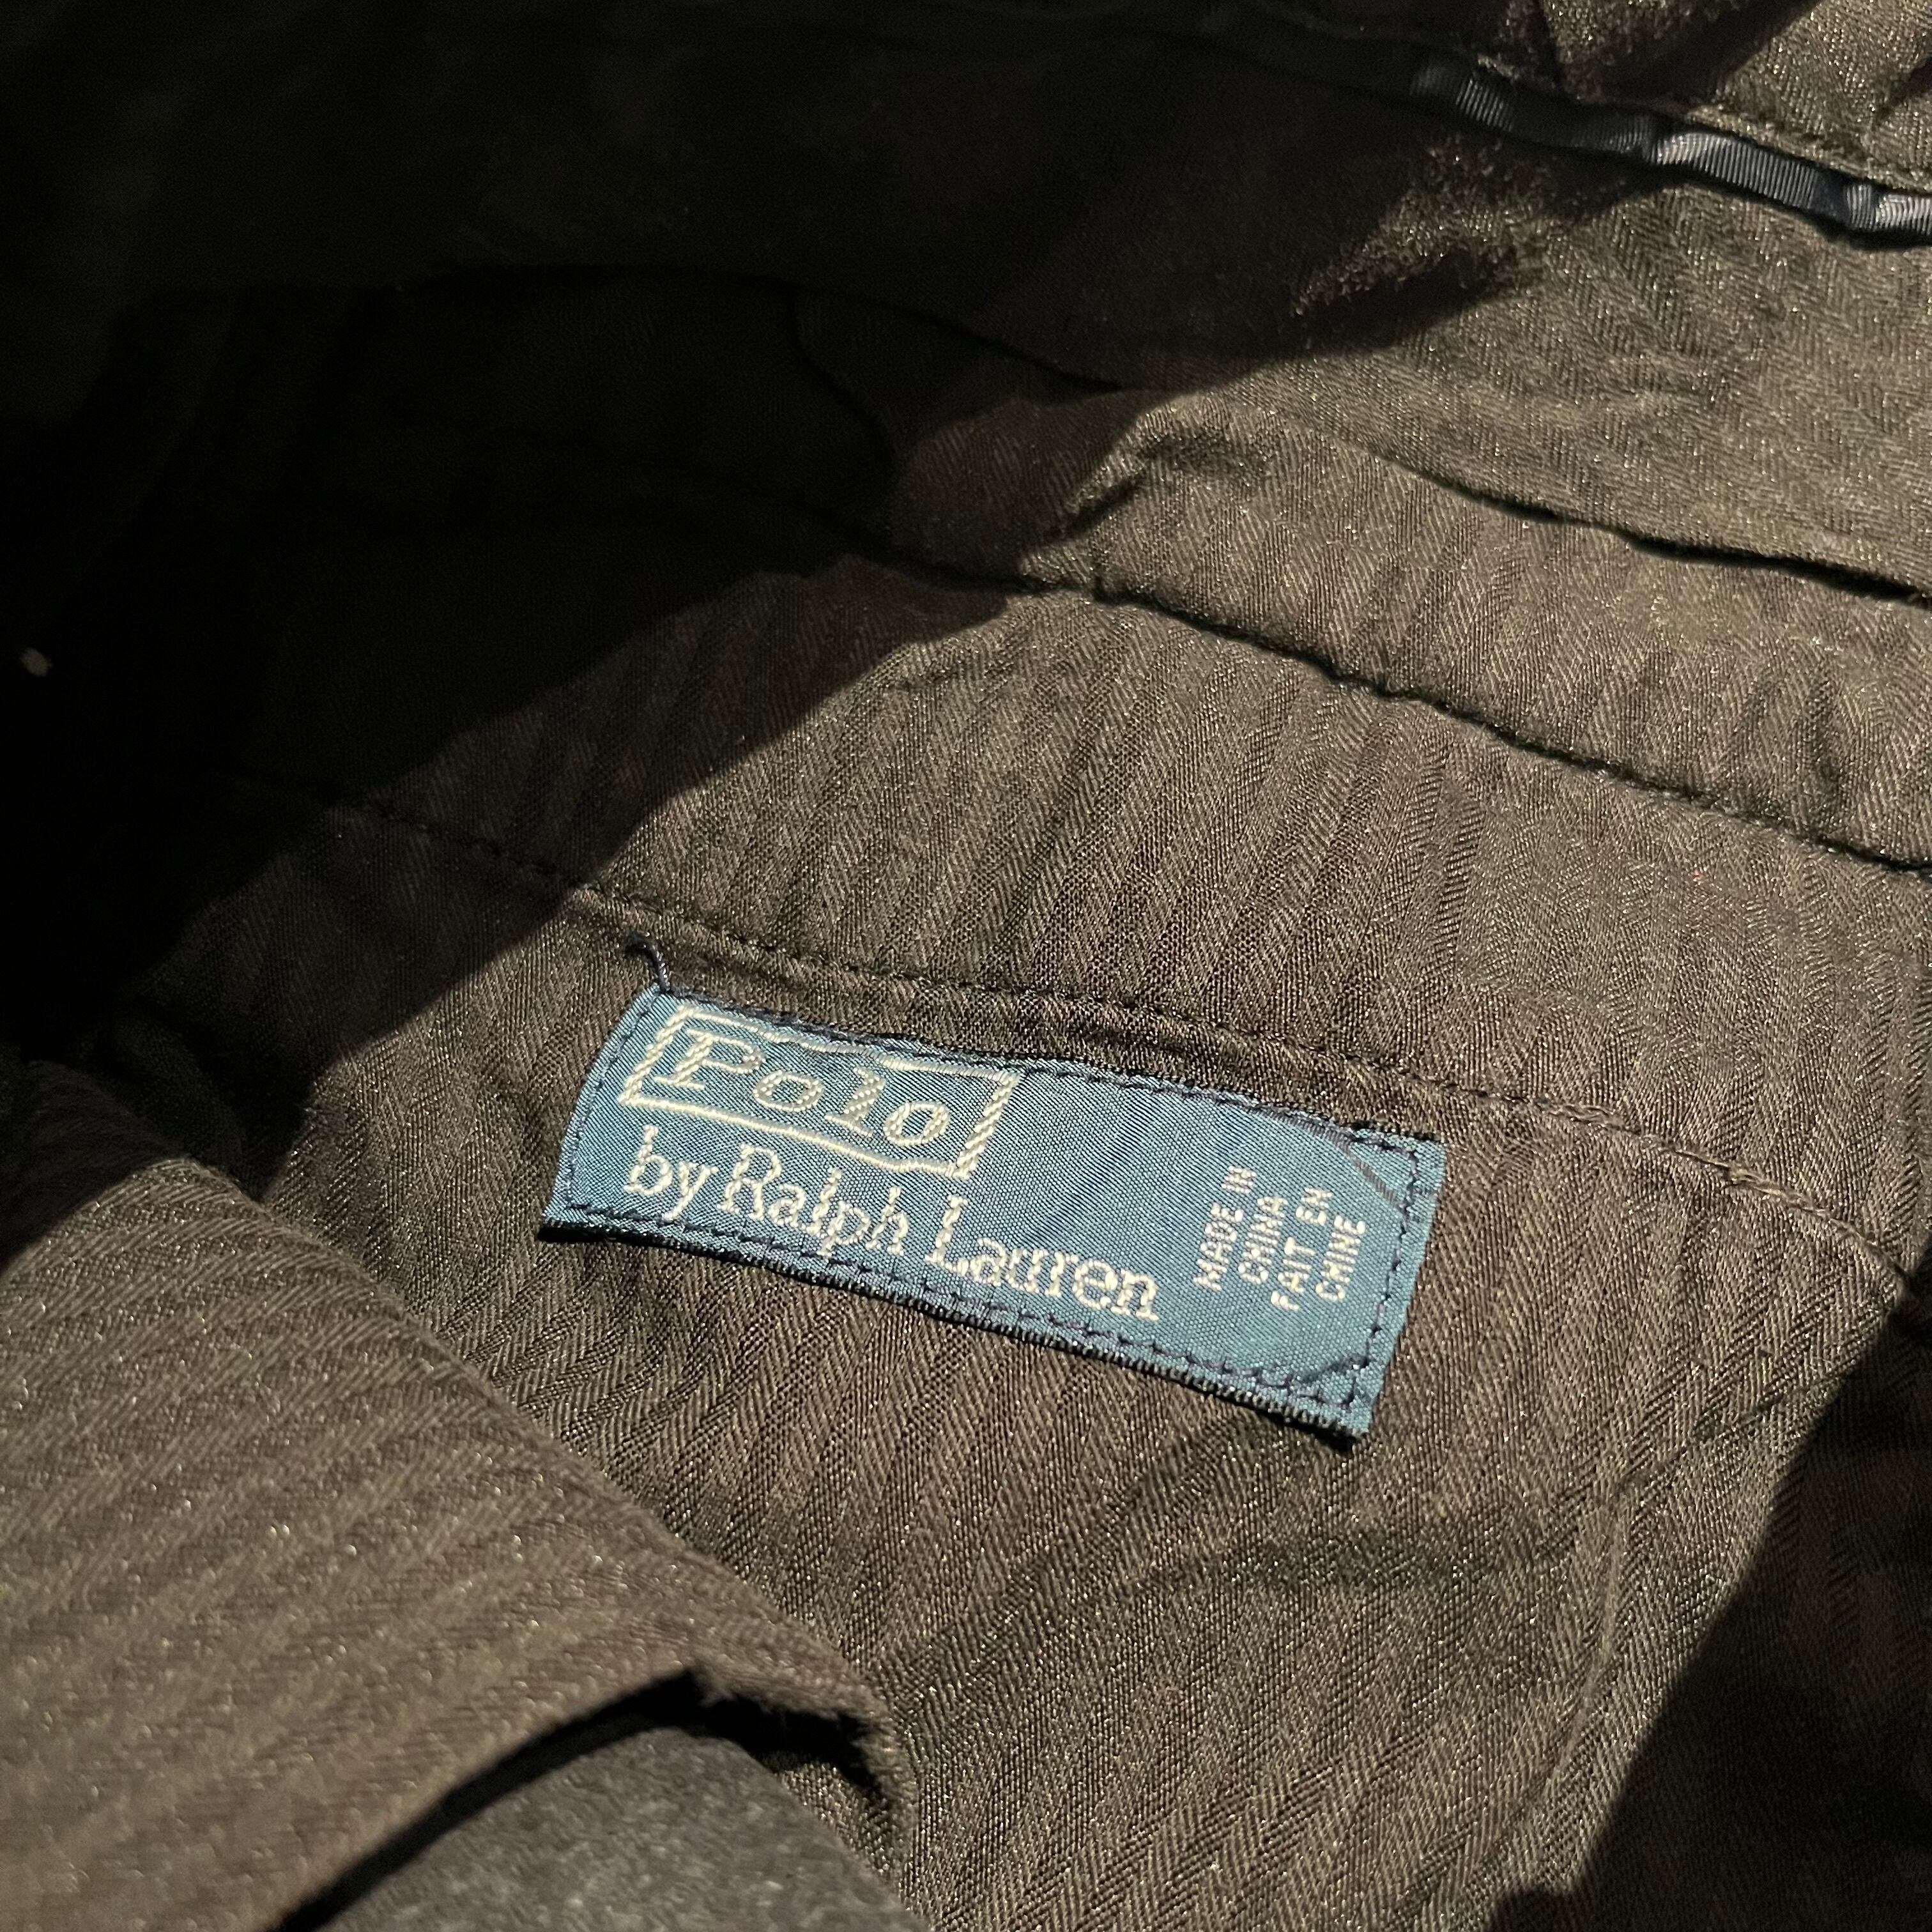 Polo
by Ralph Lauren
MADE IN
CHINA
FAIT EN
CHINE